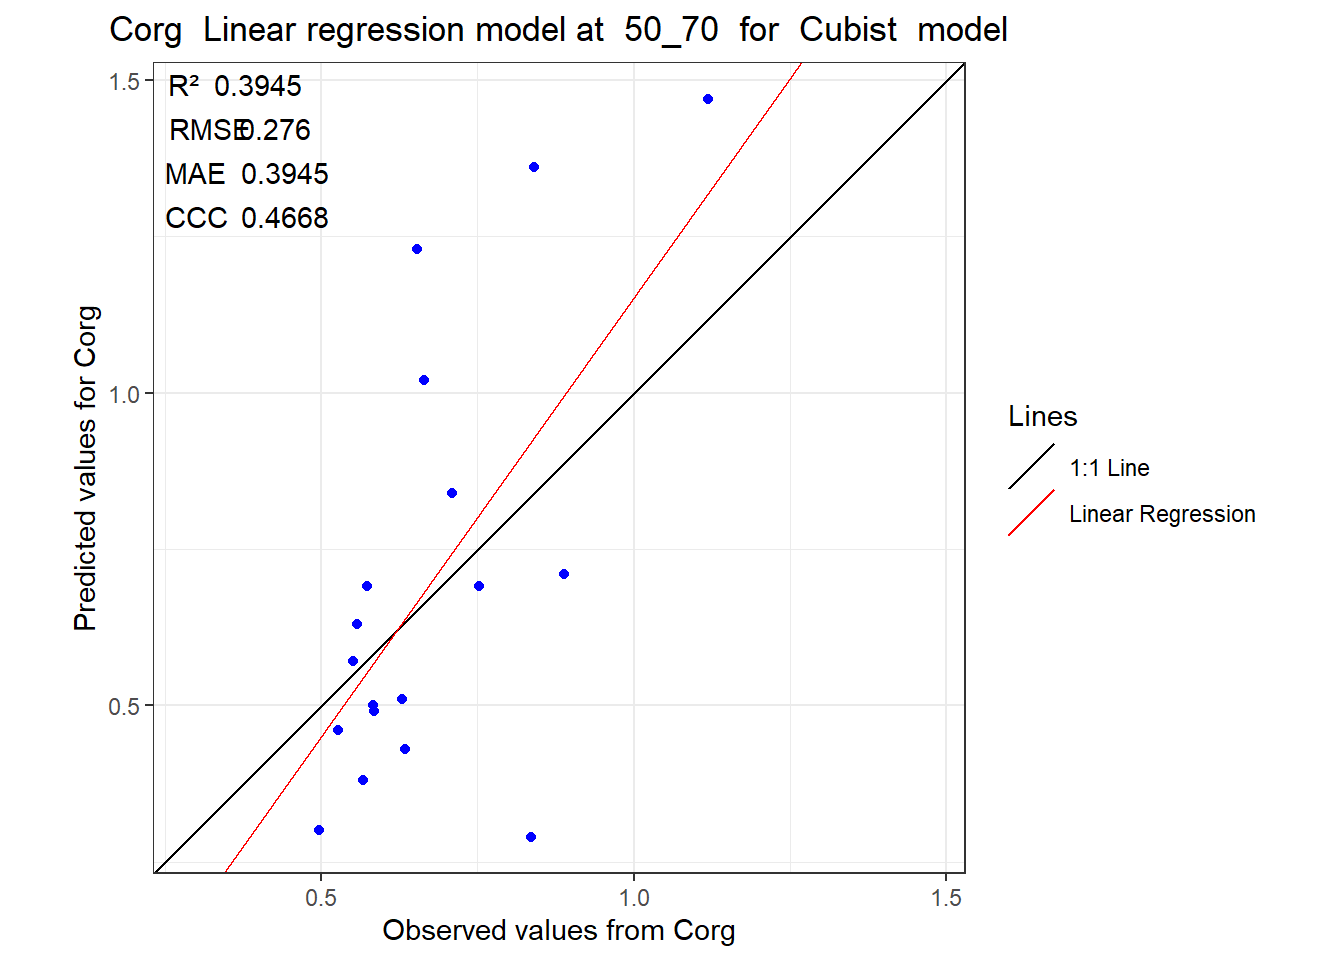 Corg  Linear regression model at  50_70  for  Cubist  model
R²  0.3945
RMSE 0.276
MAE  0.3945
CCC  0.4668
1.5
1.0
0.5
Predicted values for Corg
0.5
1.0
1.5
Observed values from Corg
Lines
1:1 Line
Linear Regression